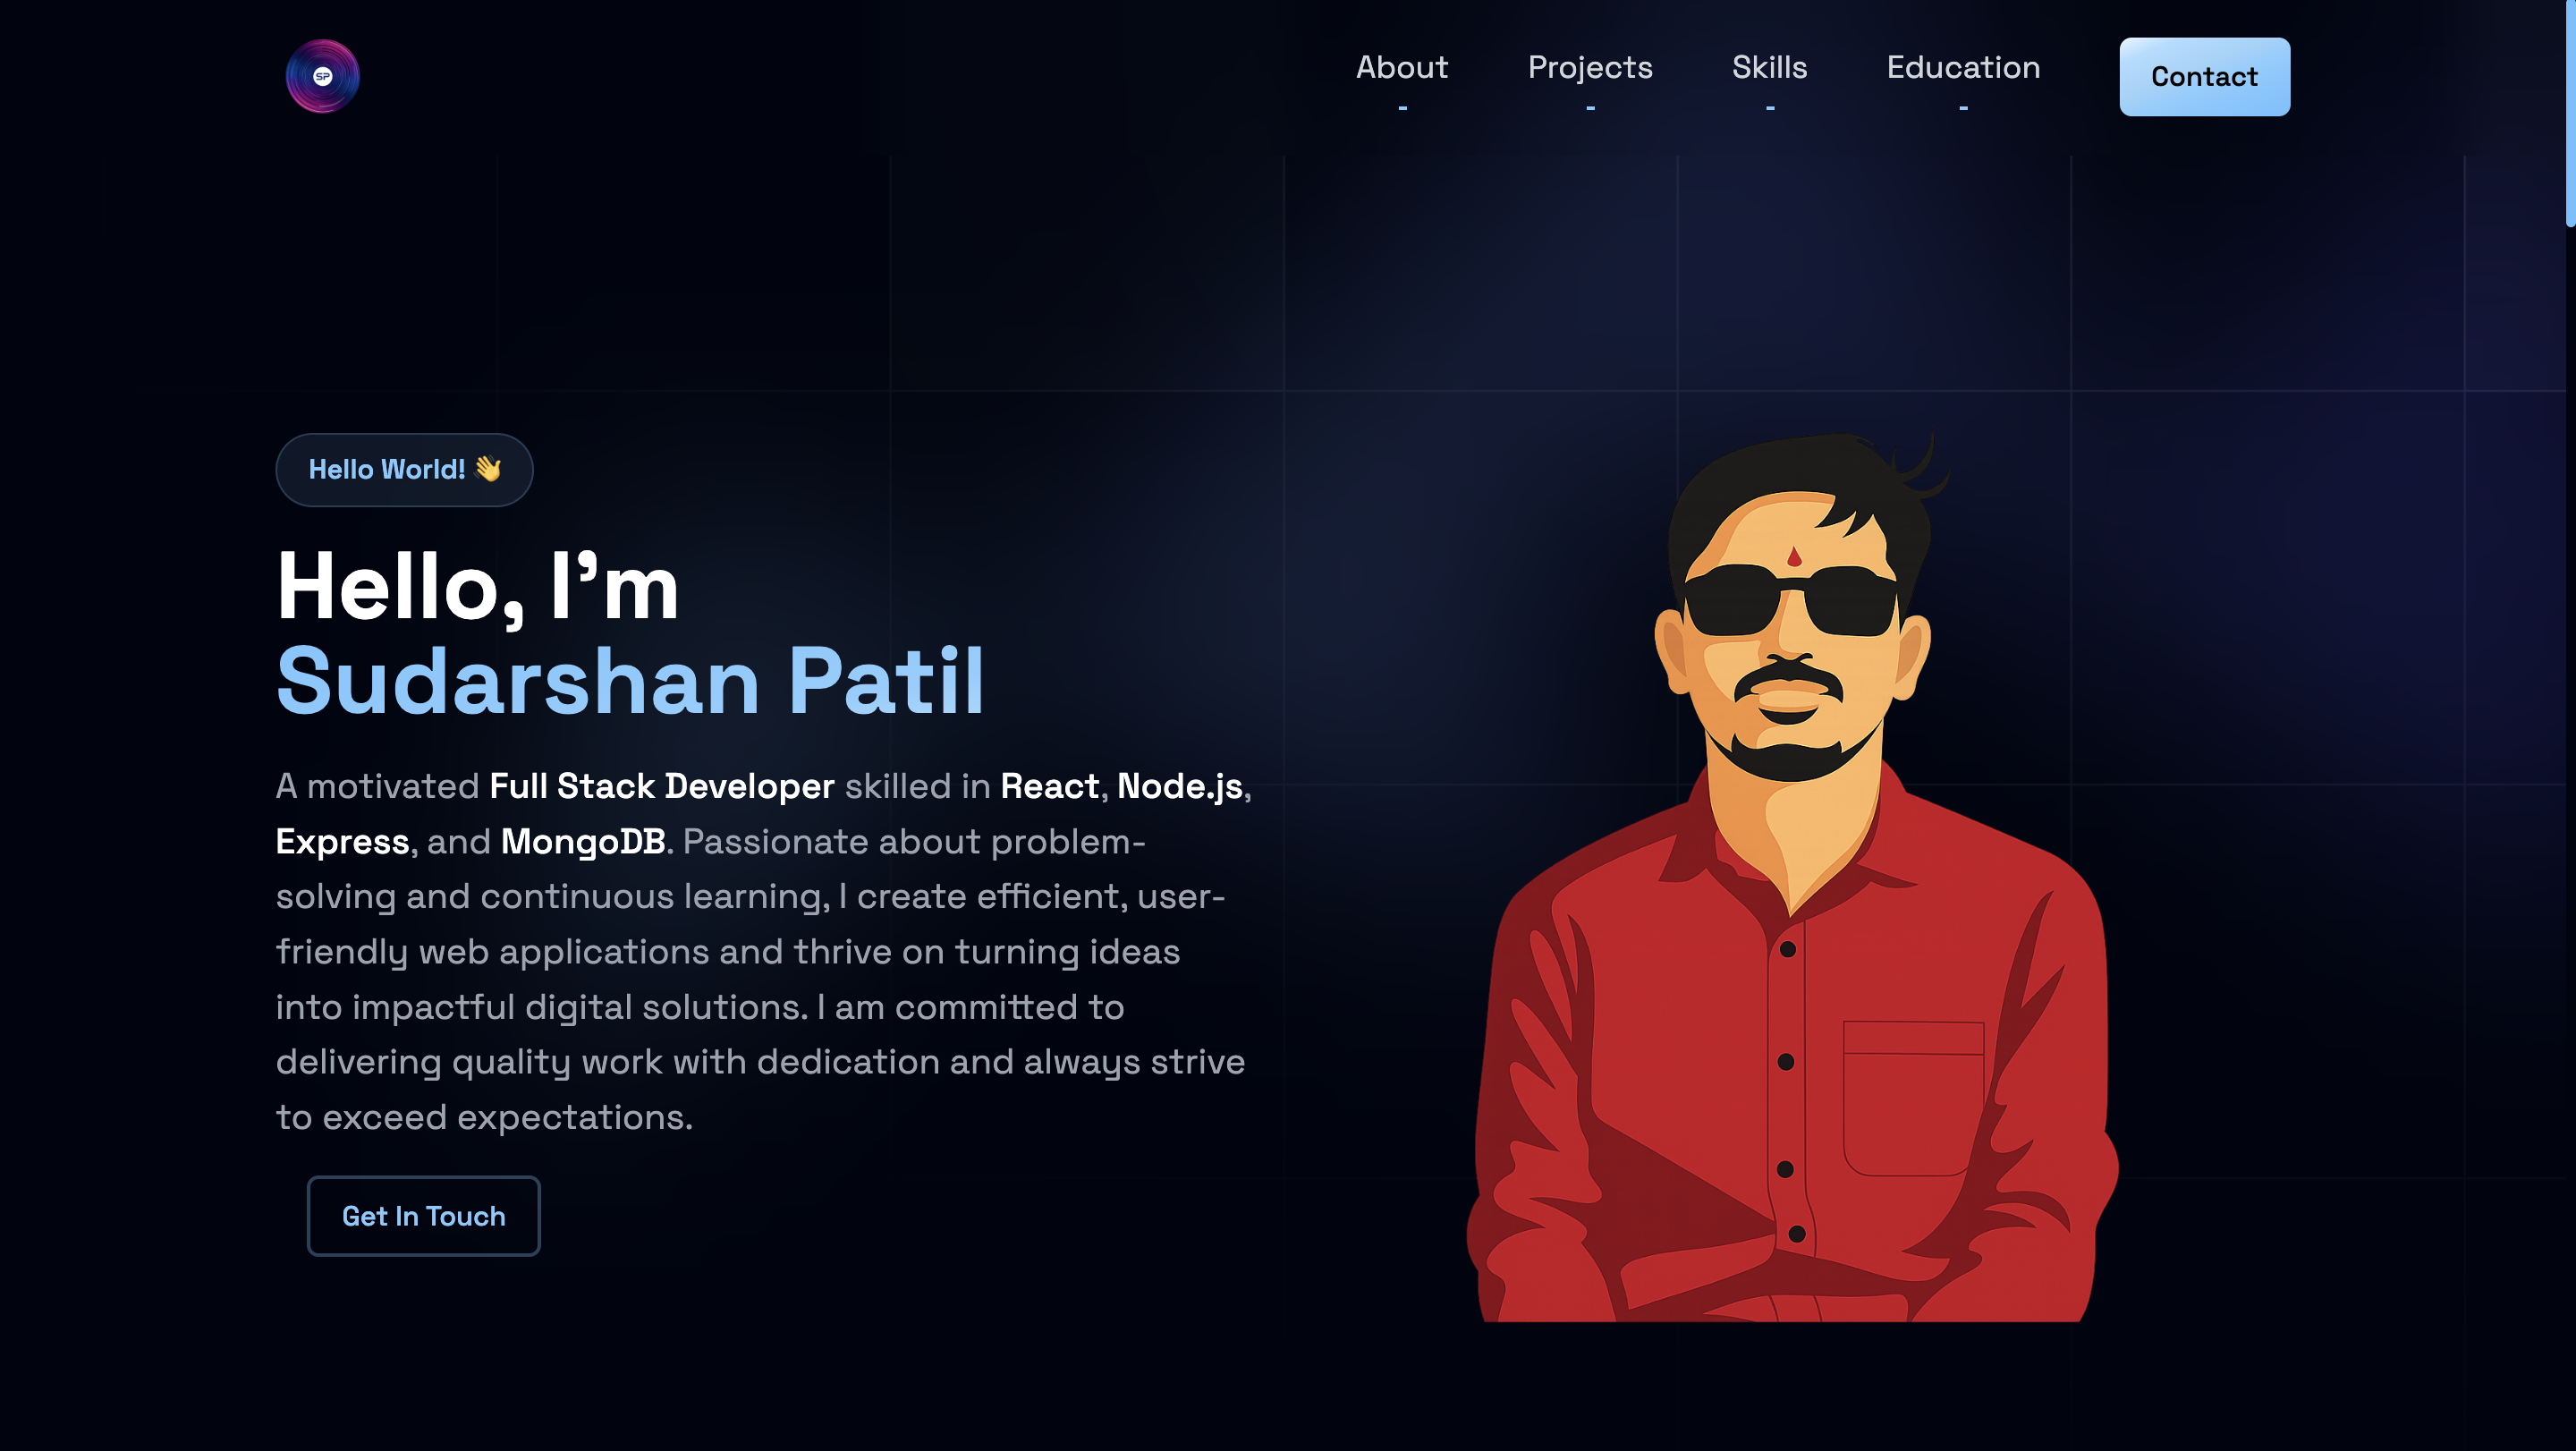 SP
About
Projects
Skills
Education
Contact
Hello World! 👋
Hello, I’m
Sudarshan Patil
A motivated Full Stack Developer skilled in React, Node.js,
Express, and MongoDB. Passionate about problem-
solving and continuous learning, I create efficient, user-
friendly web applications and thrive on turning ideas
into impactful digital solutions. I am committed to
delivering quality work with dedication and always strive
to exceed expectations.
Get In Touch